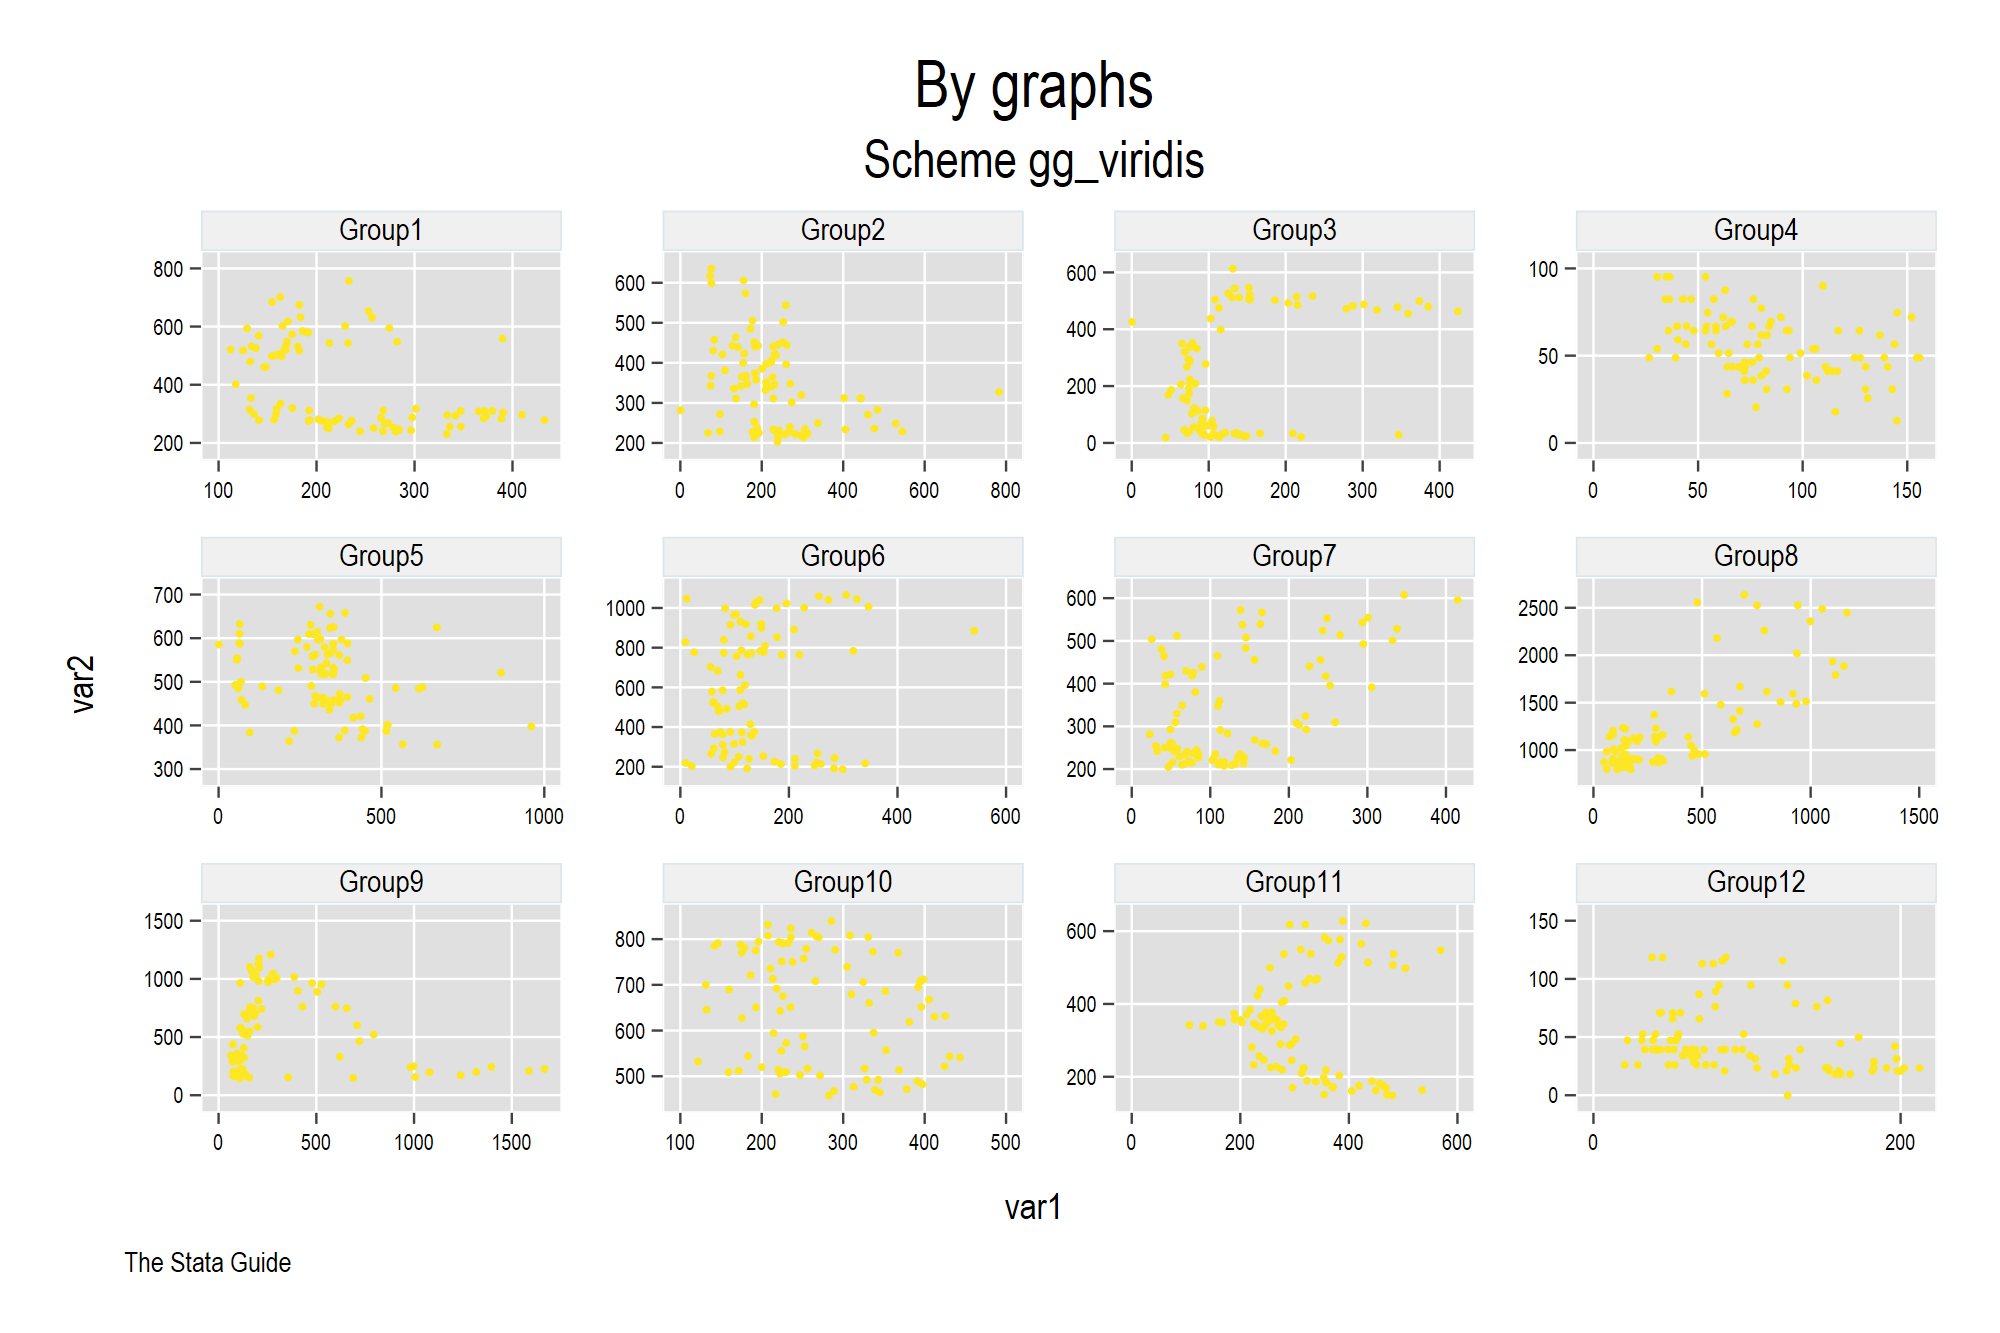 By graphs
Scheme gg_viridis
Group1 Group2 Group3 Group4
800 600 400 200
600 500 400 300 200
600 400 200 0
100 50 0
100 200 300 400
0 200 400 600 800
0 100 200 300 400
0 50 100 150
Group5 Group6 Group7 Group8
var2
700 600 500 400 300
1000 800 600 400 200
600 500 400 300 200
2500 2000 1500 1000
0 500 1000
0 200 400 600
0 100 200 300 400
0 500 1000 1500
Group9 Group10 Group11 Group12
1500 1000 500 0
800 700 600 500
600 400 200
150 100 50 0
0 500 1000 1500
100 200 300 400 500
0 200 400 600
0 200
var1
The Stata Guide